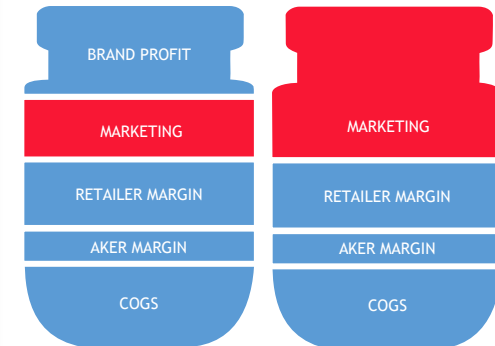 BRAND PROFIT
MARKETING
RETAILER MARGIN
AKER MARGIN
COGS
MARKETING
RETAILER MARGIN
AKER MARGIN
COGS